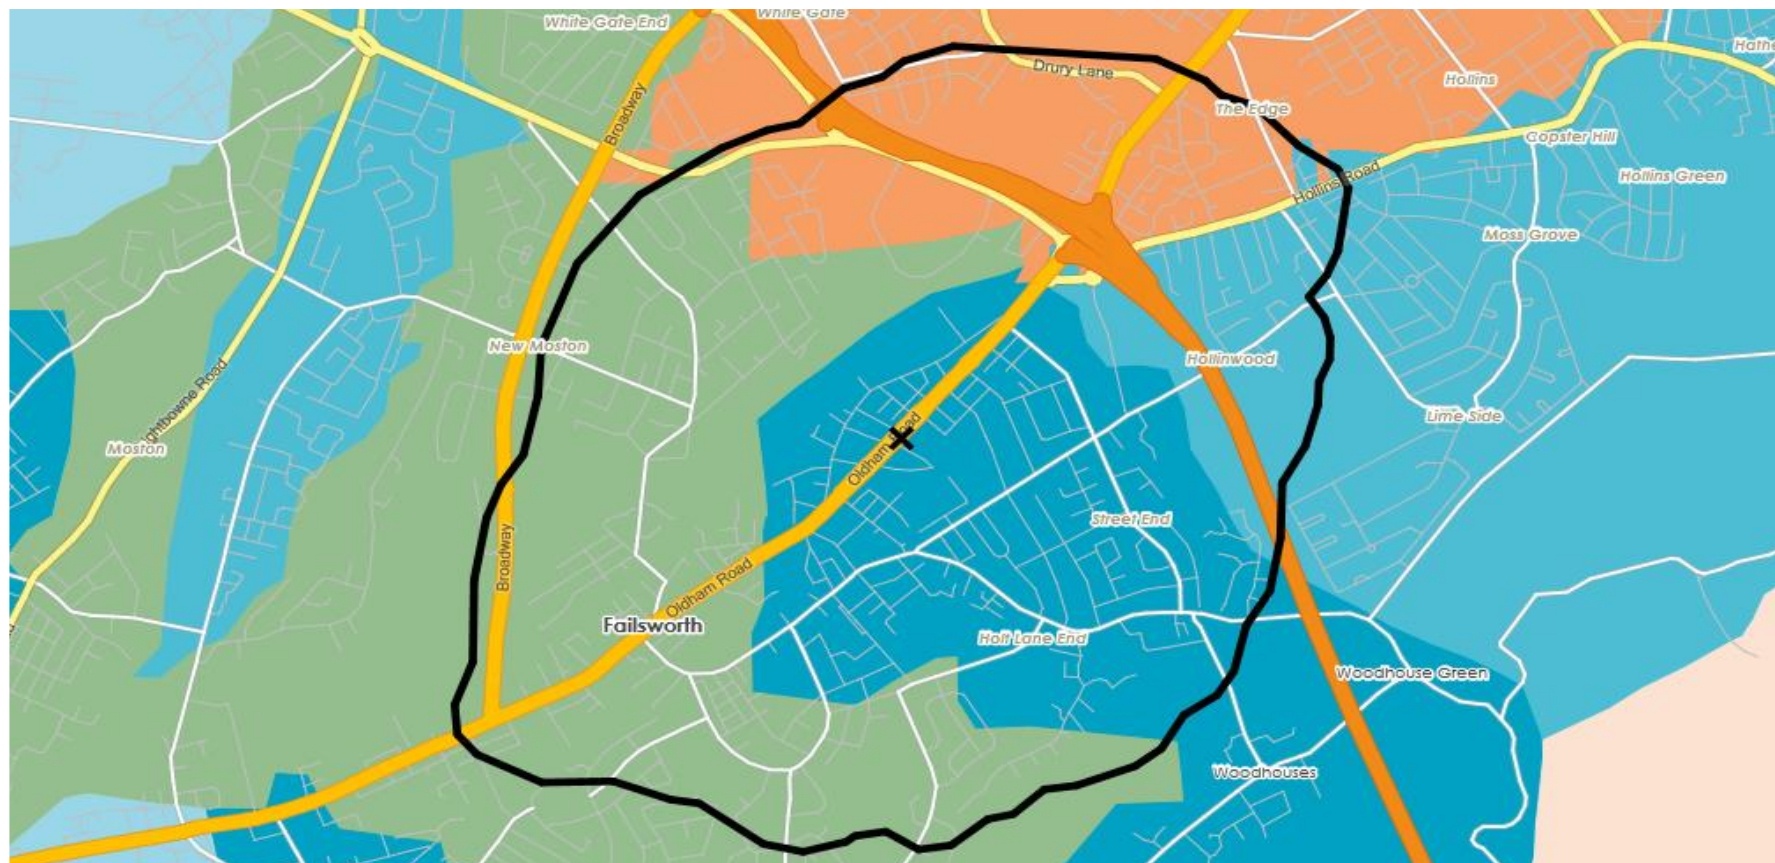 White Gate End
White Gate
Hathe
Drury Lane
Hollins
Broadway
The Edge
Copster Hill
Hollins Road
Hollins Green
Moss Grove
New Moston
Hollinwood
ightbowne Road
Lime Side
Moston
Oldham Road
Street End
Broadway
Oldham Road
Failsworth
Holt Lane End
Woodhouse Green
Woodhouses